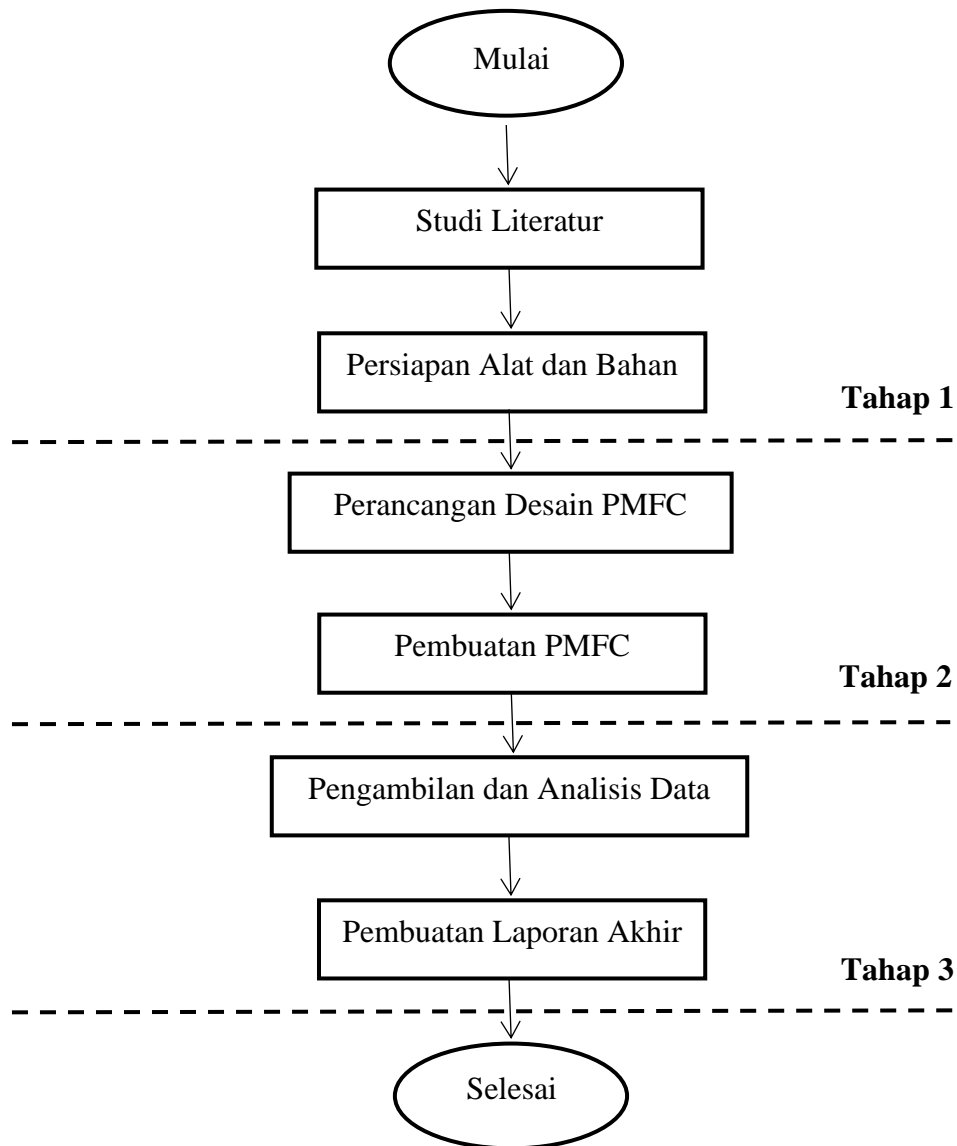 Mulai
Studi Literatur
Persiapan Alat dan Bahan
Tahap 1
Perancangan Desain PMFC
Pembuatan PMFC
Tahap 2
Pengambilan dan Analisis Data
Pembuatan Laporan Akhir
Tahap 3
Selesai